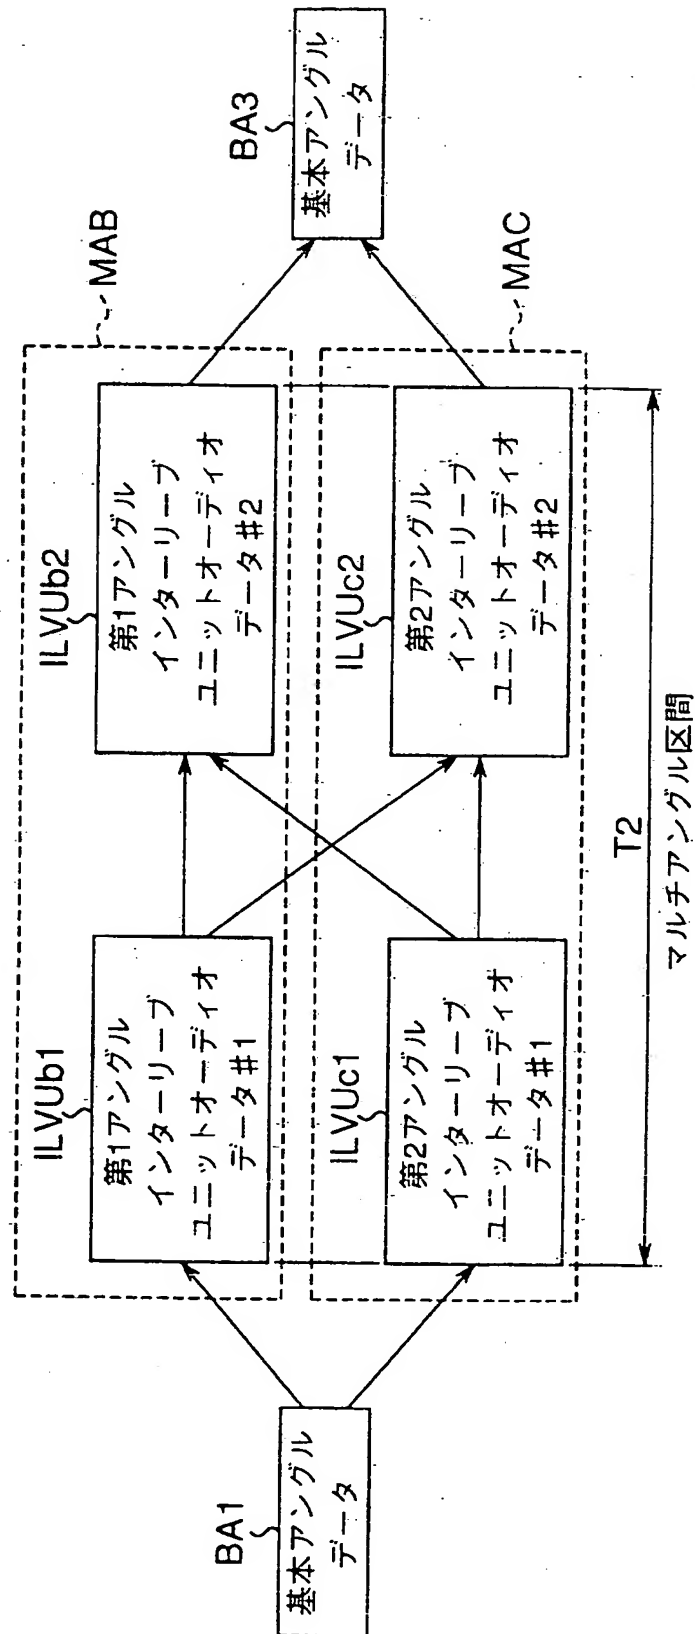 BA1
基本アングル
データ
MAB
ILVUb1
第1アングル
インターリーブ
ユニットオーディオ
データ#1
ILVUb2
第1アングル
インターリーブ
ユニットオーディオ
データ#2
ILVUc1
第2アングル
インターリーブ
ユニットオーディオ
データ#1
ILVUc2
第2アングル
インターリーブ
ユニットオーディオ
データ#2
MAC
BA3
基本アングル
データ
T2
マルチアングル区間